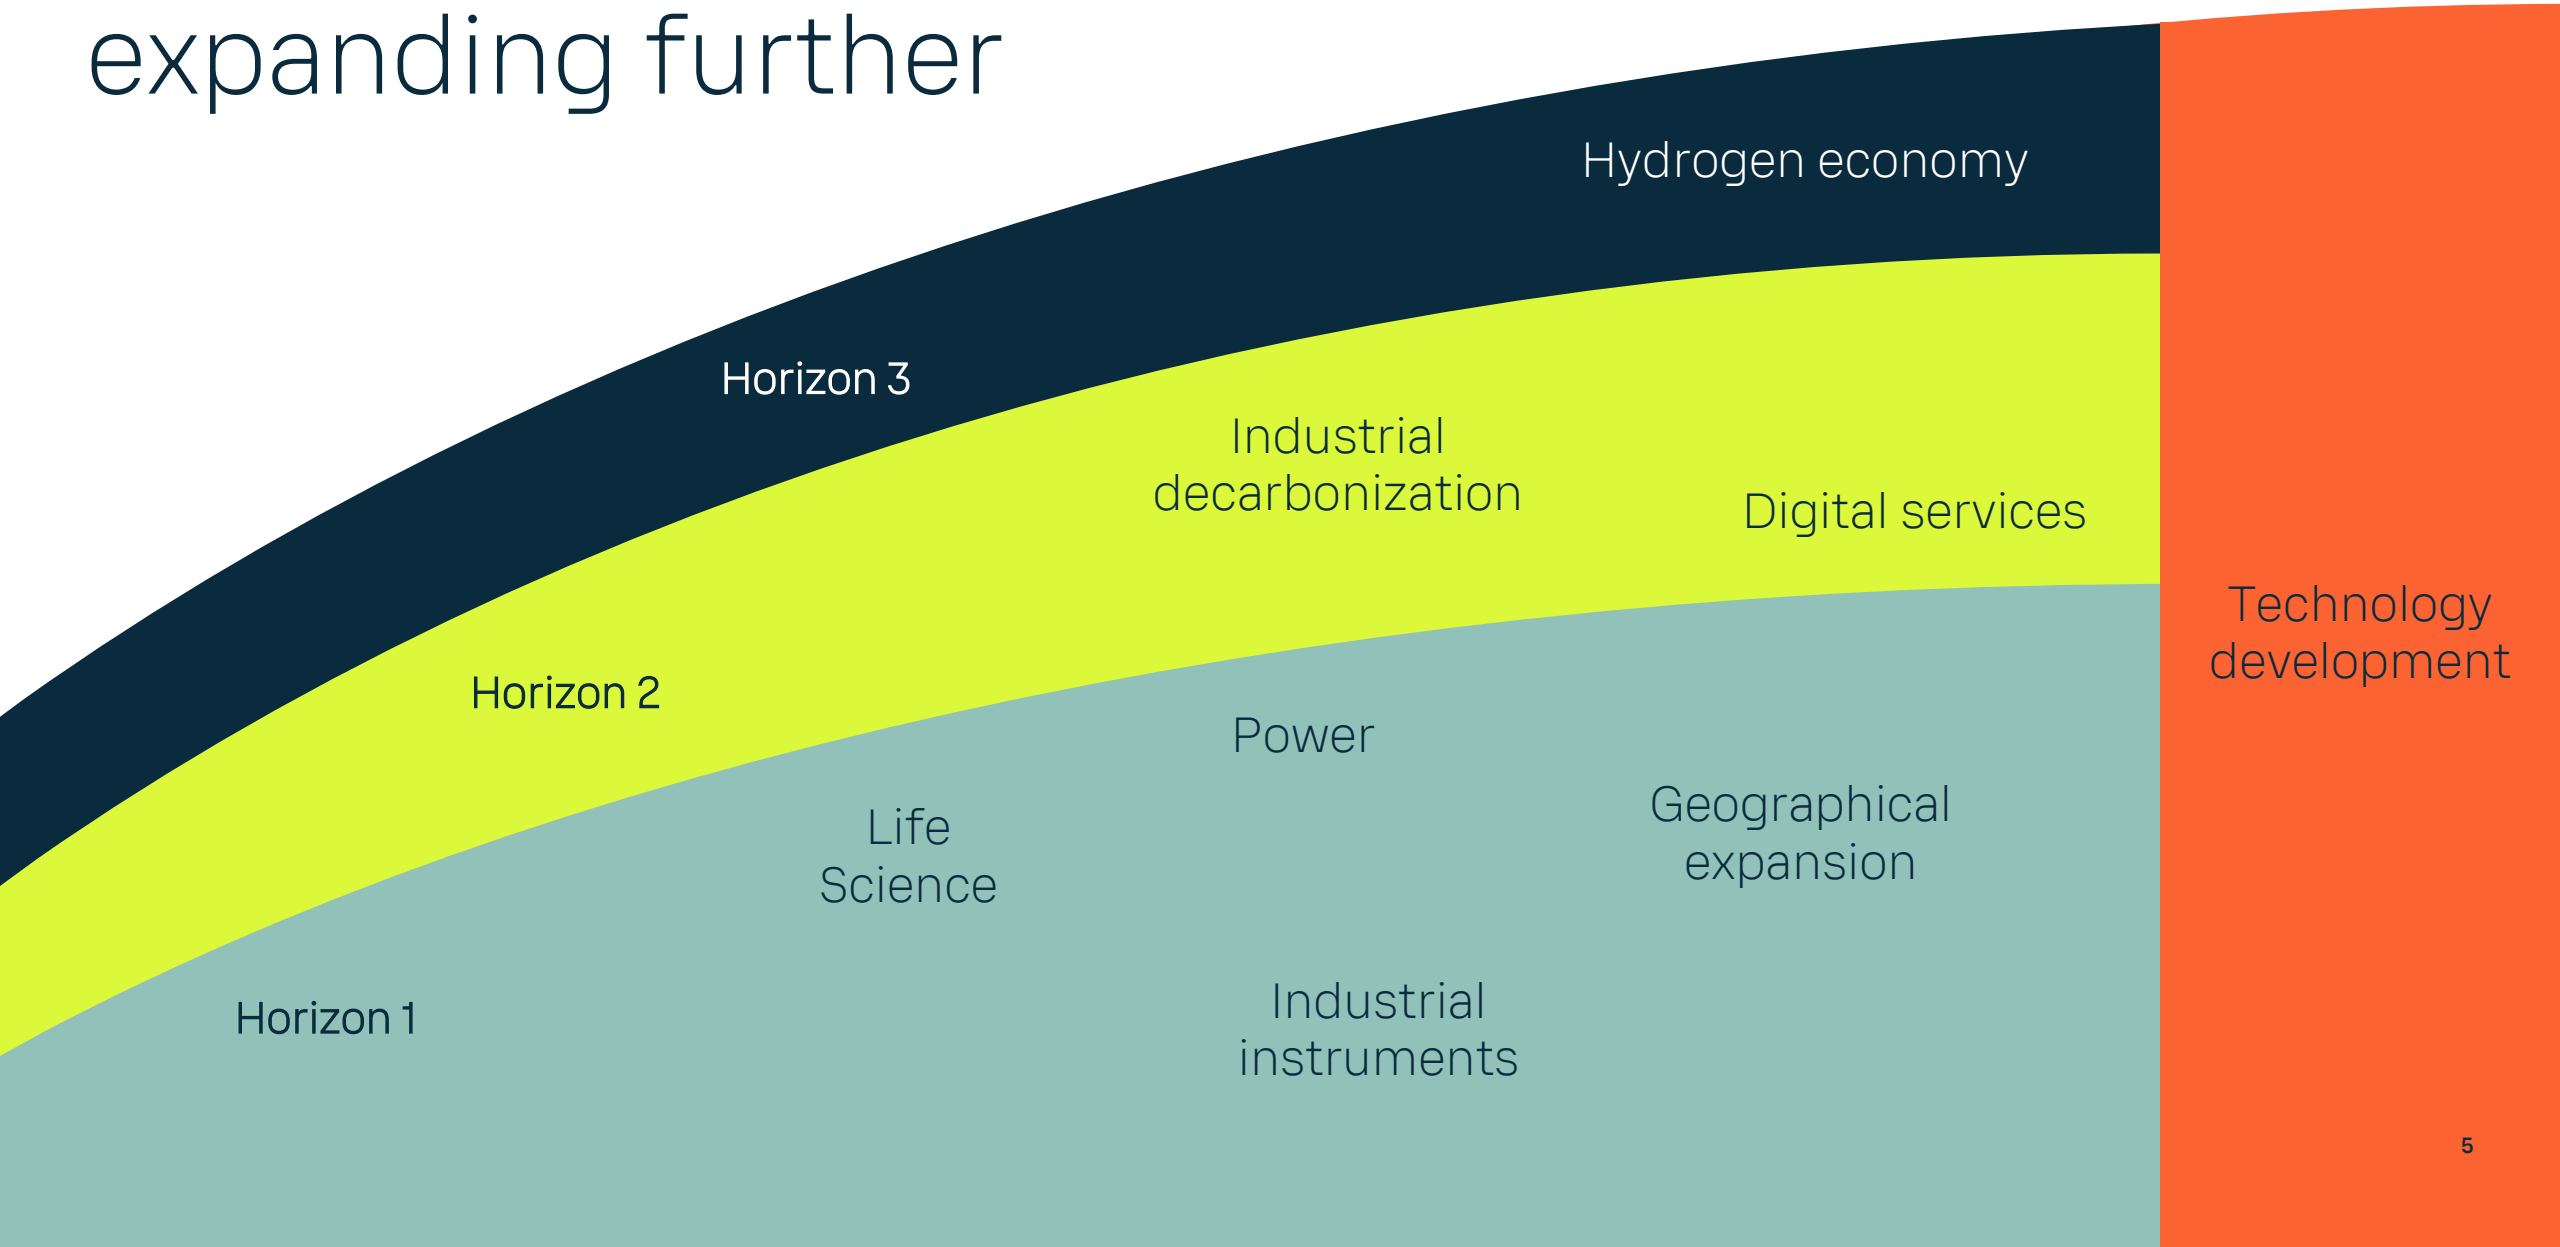 expanding further
Hydrogen economy
Horizon 3
Industrial
decarbonization
Digital services
Technology
development
Horizon 2
Power
Geographical
expansion
Life
Science
Horizon 1
Industrial
instruments
5